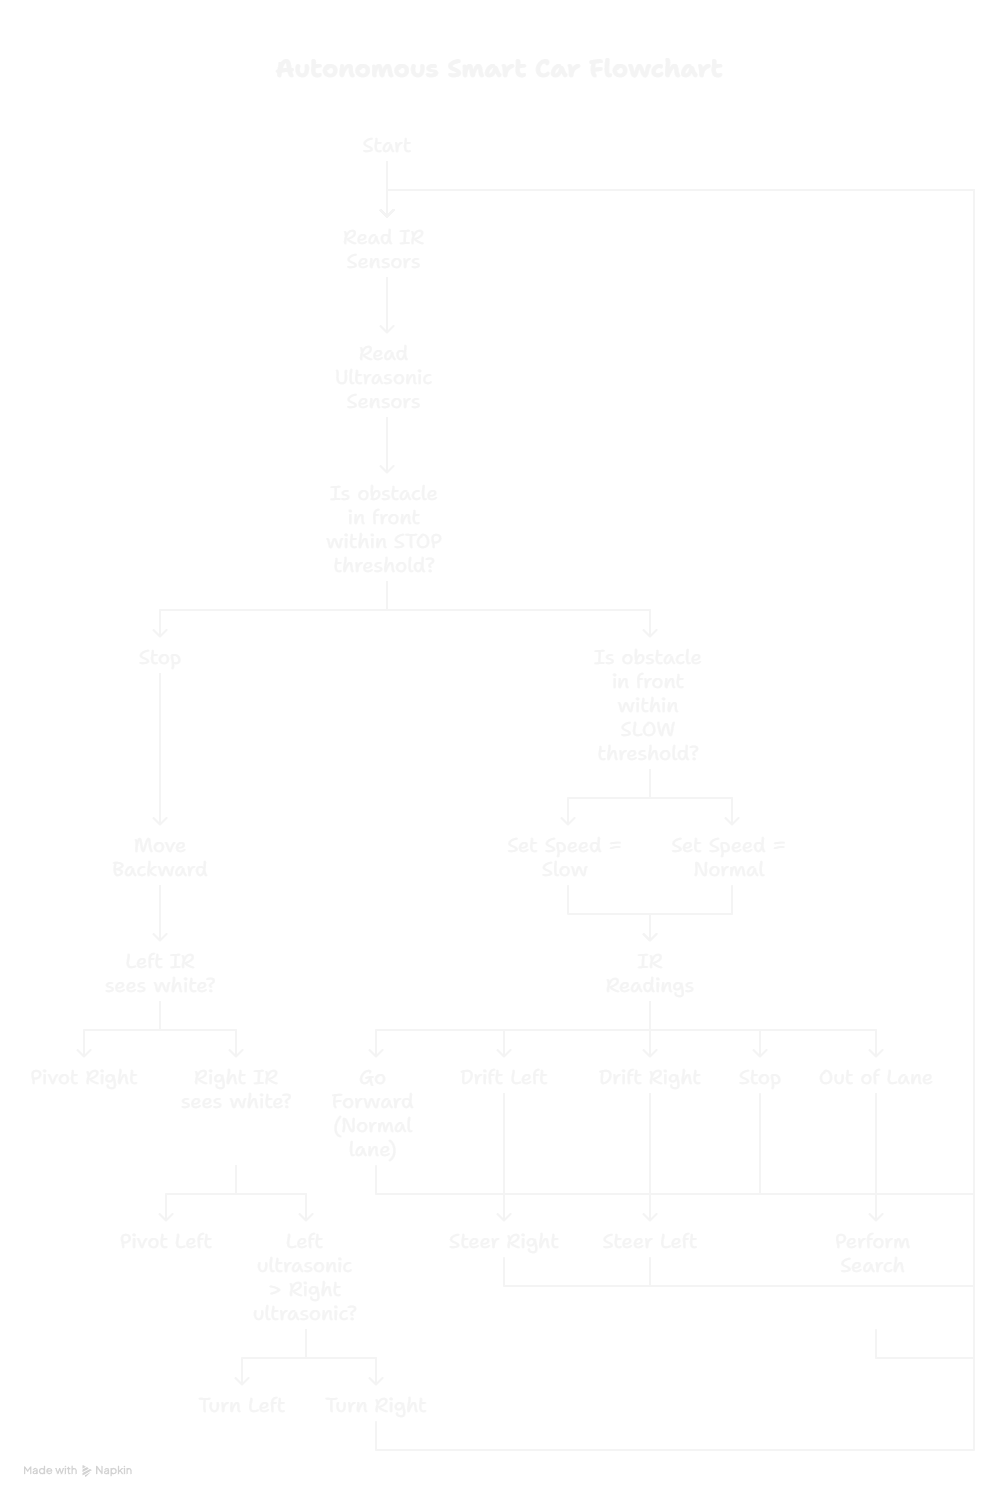 Autonomous Smart Car Flowchart
Start
Read IR
Sensors
Read
Ultrasonic
Sensors
Is obstacle
in front
within STOP
threshold?
Stop
Is obstacle
in front
within
SLOW
threshold?
Move
Backward
Set Speed =
Slow
Set Speed =
Normal
Left IR
sees white?
IR
Readings
Pivot Right
Right IR
sees white?
Go
Forward
(Normal
lane)
Drift Left
Drift Right
Stop
Out of Lane
Pivot Left
Left
ultrasonic
> Right
ultrasonic?
Steer Right
Steer Left
Perform
Search
Turn Left
Turn Right
Made with Napkin